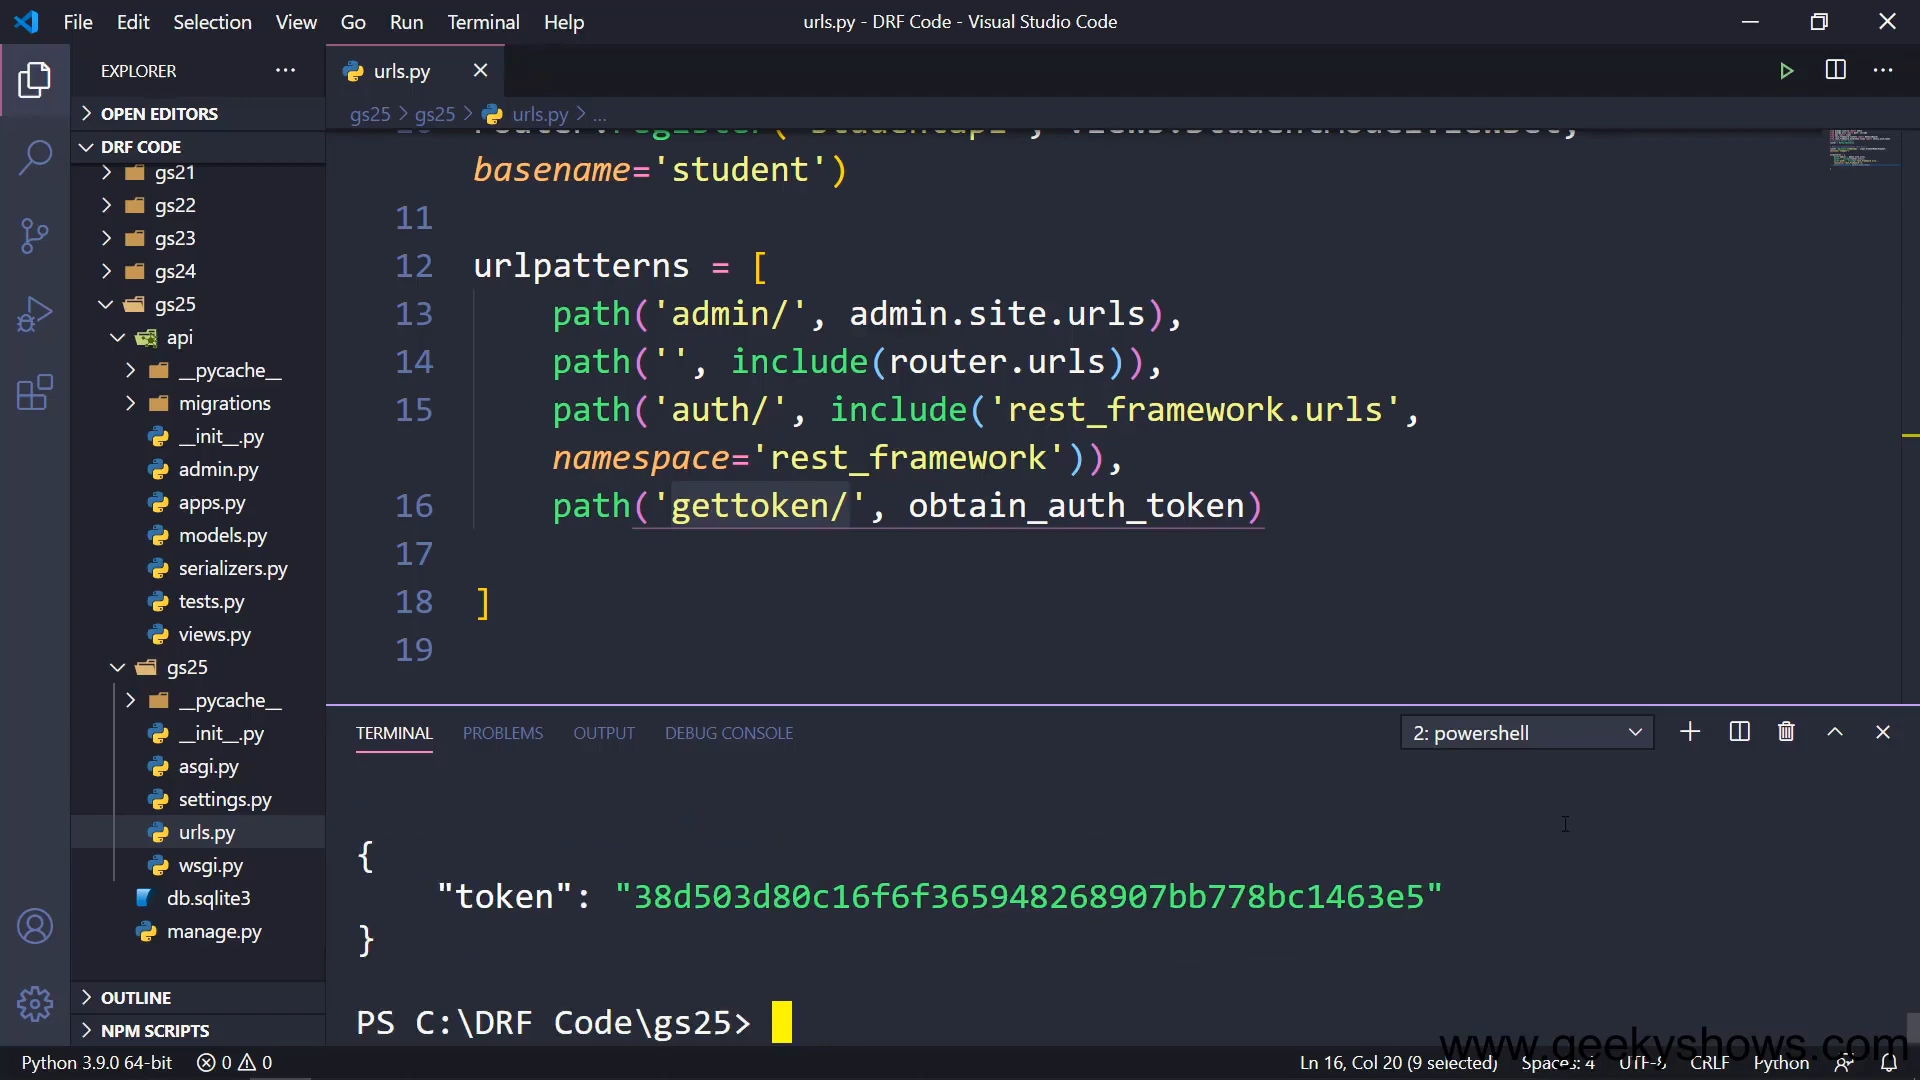 File Edit Selection View Go Run Terminal Help
urls.py - DRF Code - Visual Studio Code
EXPLORER
OPEN EDITORS
DRF CODE
gs21
gs22
gs23
gs24
gs25
api
__pycache__
migrations
__init__.py
admin.py
apps.py
models.py
serializers.py
tests.py
views.py
gs25
__pycache__
__init__.py
asgi.py
settings.py
urls.py
wsgi.py
db.sqlite3
manage.py
OUTLINE
NPM SCRIPTS
urls.py
gs25 > gs25 > urls.py > ...
basename='student')
11
12 urlpatterns = [
13 path('admin/', admin.site.urls),
14 path('', include(router.urls)),
15 path('auth/', include('rest_framework.urls',
namespace='rest_framework')),
16 path('gettoken/', obtain_auth_token)
17
18 ]
19
TERMINAL PROBLEMS OUTPUT DEBUG CONSOLE
2: powershell
{
"token": "38d503d80c16f6f365948268907bb778bc1463e5"
}
PS C:\DRF Code\gs25>
www.geekyshows.com
Python 3.9.0 64-bit 0 0
Ln 16, Col 20 (9 selected) Spaces: 4 UTF-8 CRLF Python